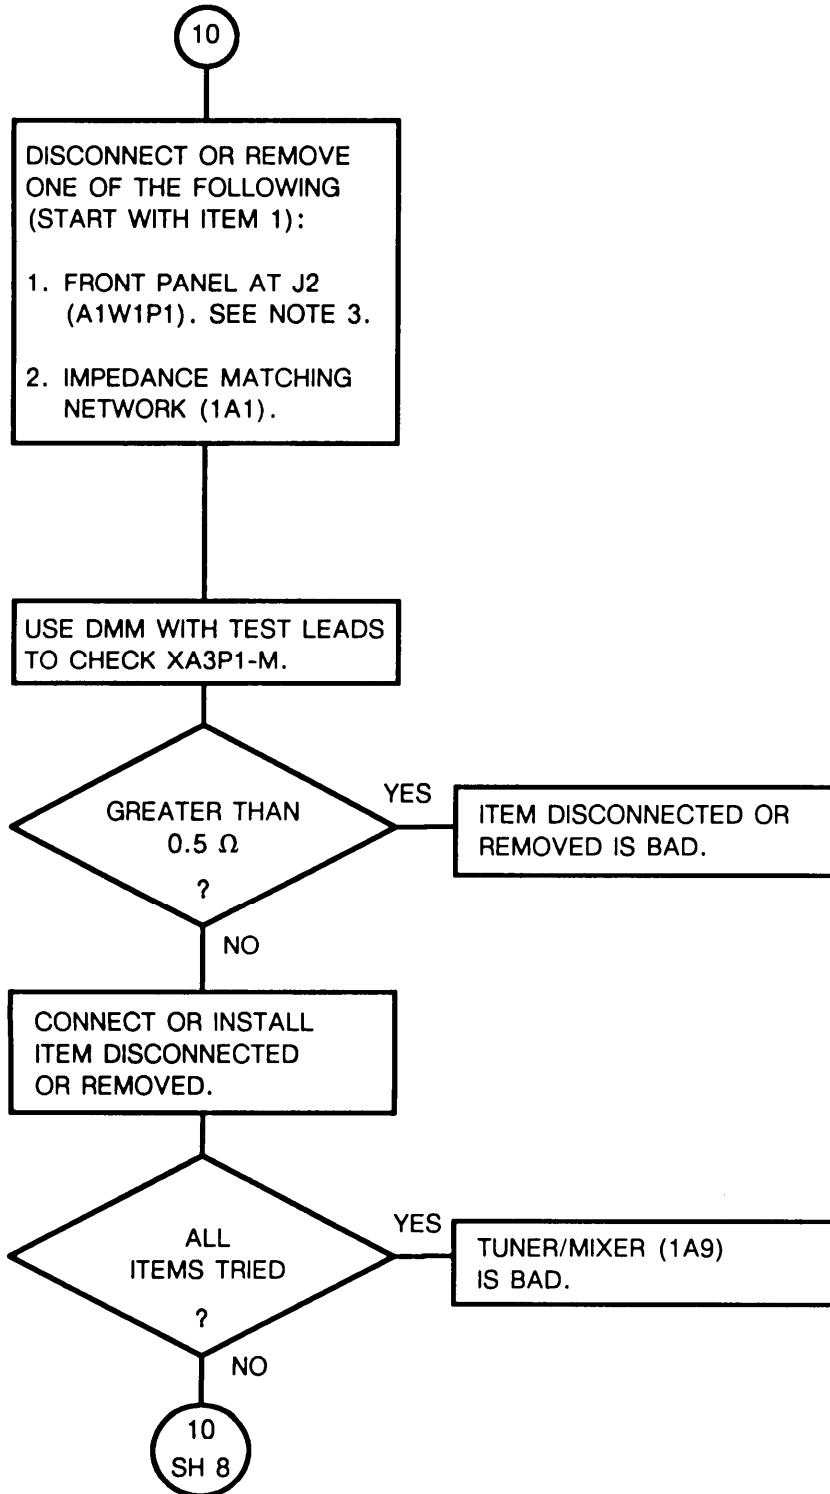 10
DISCONNECT OR REMOVE
ONE OF THE FOLLOWING
(START WITH ITEM 1):
1. FRONT PANEL AT J2
(A1W1P1). SEE NOTE 3.
2. IMPEDANCE MATCHING
NETWORK (1A1).
USE DMM WITH TEST LEADS
TO CHECK XA3P1-M.
GREATER THAN
0.5 Ω
?
YES
ITEM DISCONNECTED OR
REMOVED IS BAD.
NO
CONNECT OR INSTALL
ITEM DISCONNECTED
OR REMOVED.
ALL
ITEMS TRIED
?
YES
TUNER/MIXER (1A9)
IS BAD.
NO
10
SH 8